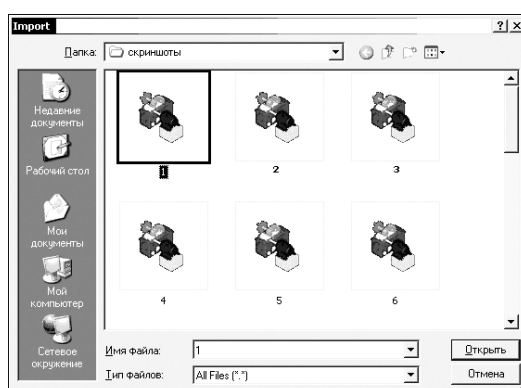 Import
Папка: скриншоты
Недавние
документы
Рабочий стол
Мои
документы
Мой
компьютер
Сетевое
окружение
1 2 3
4 5 6
Имя файла: 1 Открыть
Тип файлов: All Files (*.*) Отмена